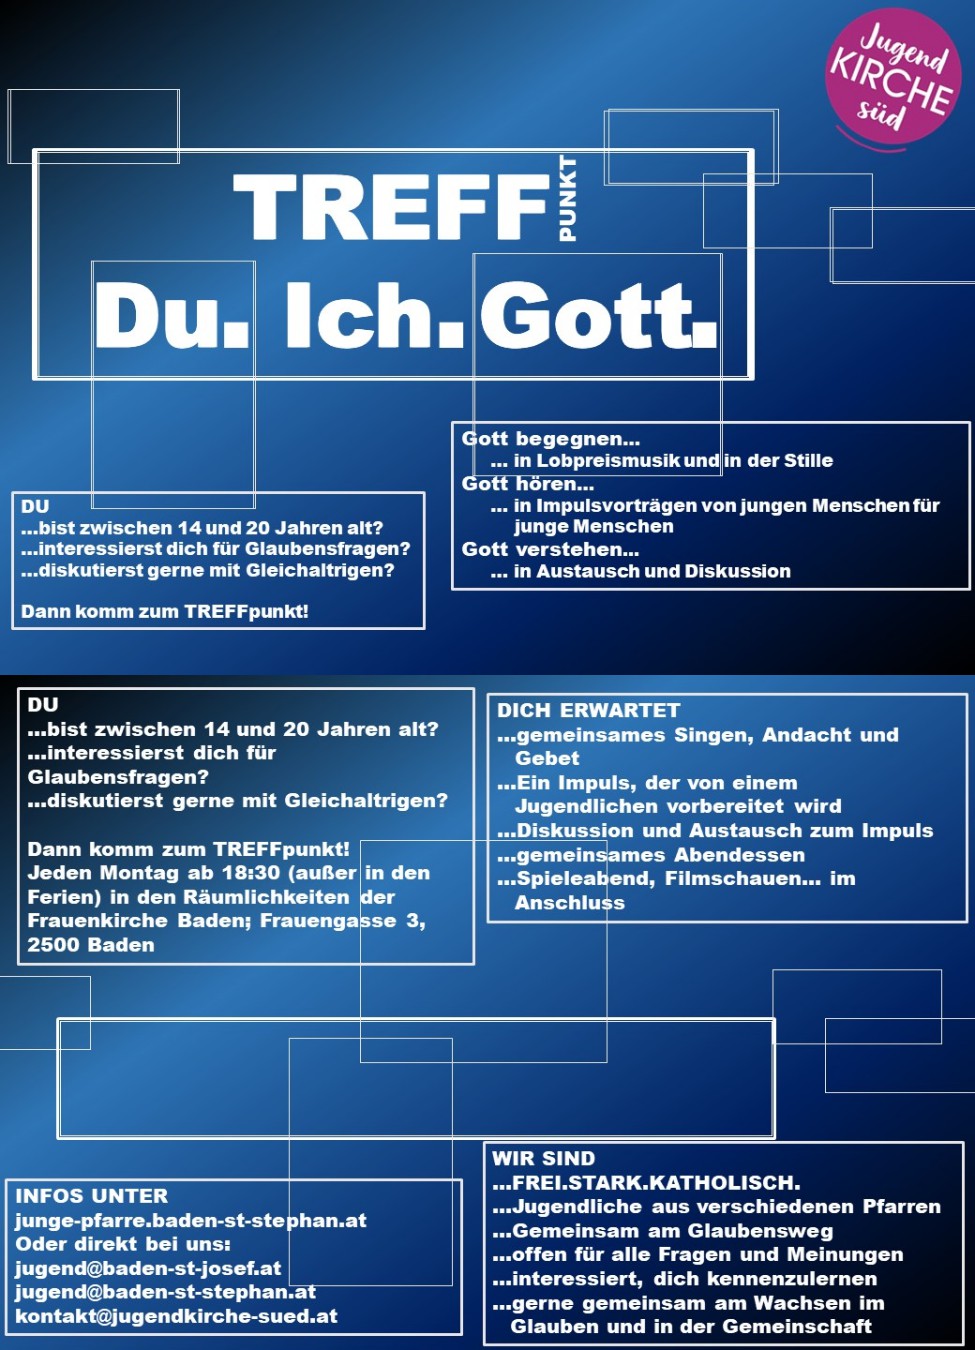 Jugend
KIRCHE
süd
TREFF PUNKT
Du. Ich. Gott.
Gott begegnen...
... in Lobpreismusik und in der Stille
Gott hören...
... in Impulsvorträgen von jungen Menschen für
junge Menschen
Gott verstehen...
... in Austausch und Diskussion
DU
...bist zwischen 14 und 20 Jahren alt?
...interessierst dich für Glaubensfragen?
...diskutierst gerne mit Gleichaltrigen?
Dann komm zum TREFFpunkt!
DU
...bist zwischen 14 und 20 Jahren alt?
...interessierst dich für
Glaubensfragen?
...diskutierst gerne mit Gleichaltrigen?
Dann komm zum TREFFpunkt!
Jeden Montag ab 18:30 (außer in den
Ferien) in den Räumlichkeiten der
Frauenkirche Baden; Frauengasse 3,
2500 Baden
DICH ERWARTET
...gemeinsames Singen, Andacht und
Gebet
...Ein Impuls, der von einem
Jugendlichen vorbereitet wird
...Diskussion und Austausch zum Impuls
...gemeinsames Abendessen
...Spieleabend, Filmschauen... im
Anschluss
INFOS UNTER
junge-pfarre.baden-st-stephan.at
Oder direkt bei uns:
jugend@baden-st-josef.at
jugend@baden-st-stephan.at
kontakt@jugendkirche-sued.at
WIR SIND
...FREI.STARK.KATHOLISCH.
...Jugendliche aus verschiedenen Pfarren
...Gemeinsam am Glaubensweg
...offen für alle Fragen und Meinungen
...interessiert, dich kennenzulernen
...gerne gemeinsam am Wachsen im
Glauben und in der Gemeinschaft